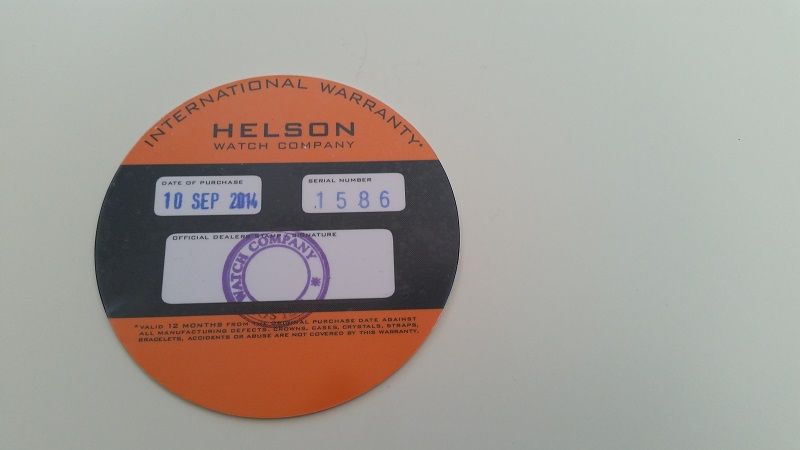 INTERNATIONAL WARRANTY*
HELSON
WATCH COMPANY
DATE OF PURCHASE
10 SEP 2014
SERIAL NUMBER
1586
OFFICIAL DEALERS STAMP / SIGNATURE
WATCH COMPANY *
*VALID 12 MONTHS FROM THE ORIGINAL PURCHASE DATE AGAINST
ALL MANUFACTURING DEFECTS. CROWNS, CASES, CRYSTALS, STRAPS,
BRACELETS, ACCIDENTS OR ABUSE ARE NOT COVERED BY THIS WARRANTY.